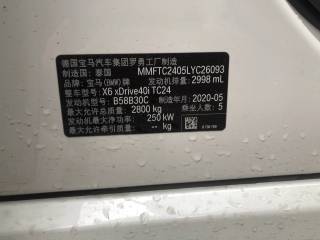 德国宝马汽车集团罗勇工厂制造
制造国:泰国 MMFTC2405LYC26093
品牌:宝马(BMW)牌 发动机排量:2998 mL
整车型号:X6 xDrive40i TC24
发动机型号:B58B30C 制造年月:2020-05
最大允许总质量:2800 kg 乘坐人数:5
发动机最大净功率:250 kW
最大允许牵引质量:-- kg